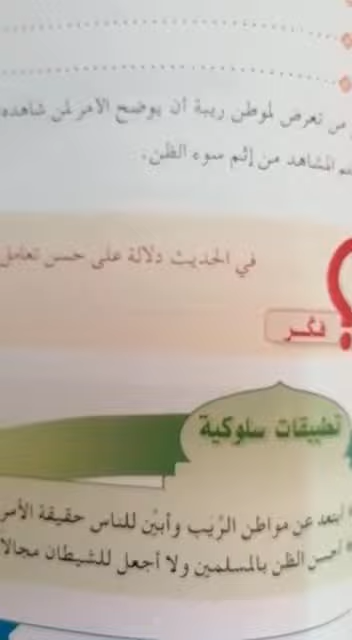 من تعرض لموطن ريبة أن يوضح الأمر لمن شاهده
المشاهد من إثم سوء الظن.
في الحديث دلالة على حسن تعامل
فكر
تطبيقات سلوكية
أبتعد عن مواطن الرّيَب وأبيّن للناس حقيقة الأمر
أحسن الظن بالمسلمين ولا أجعل للشيطان مجالا